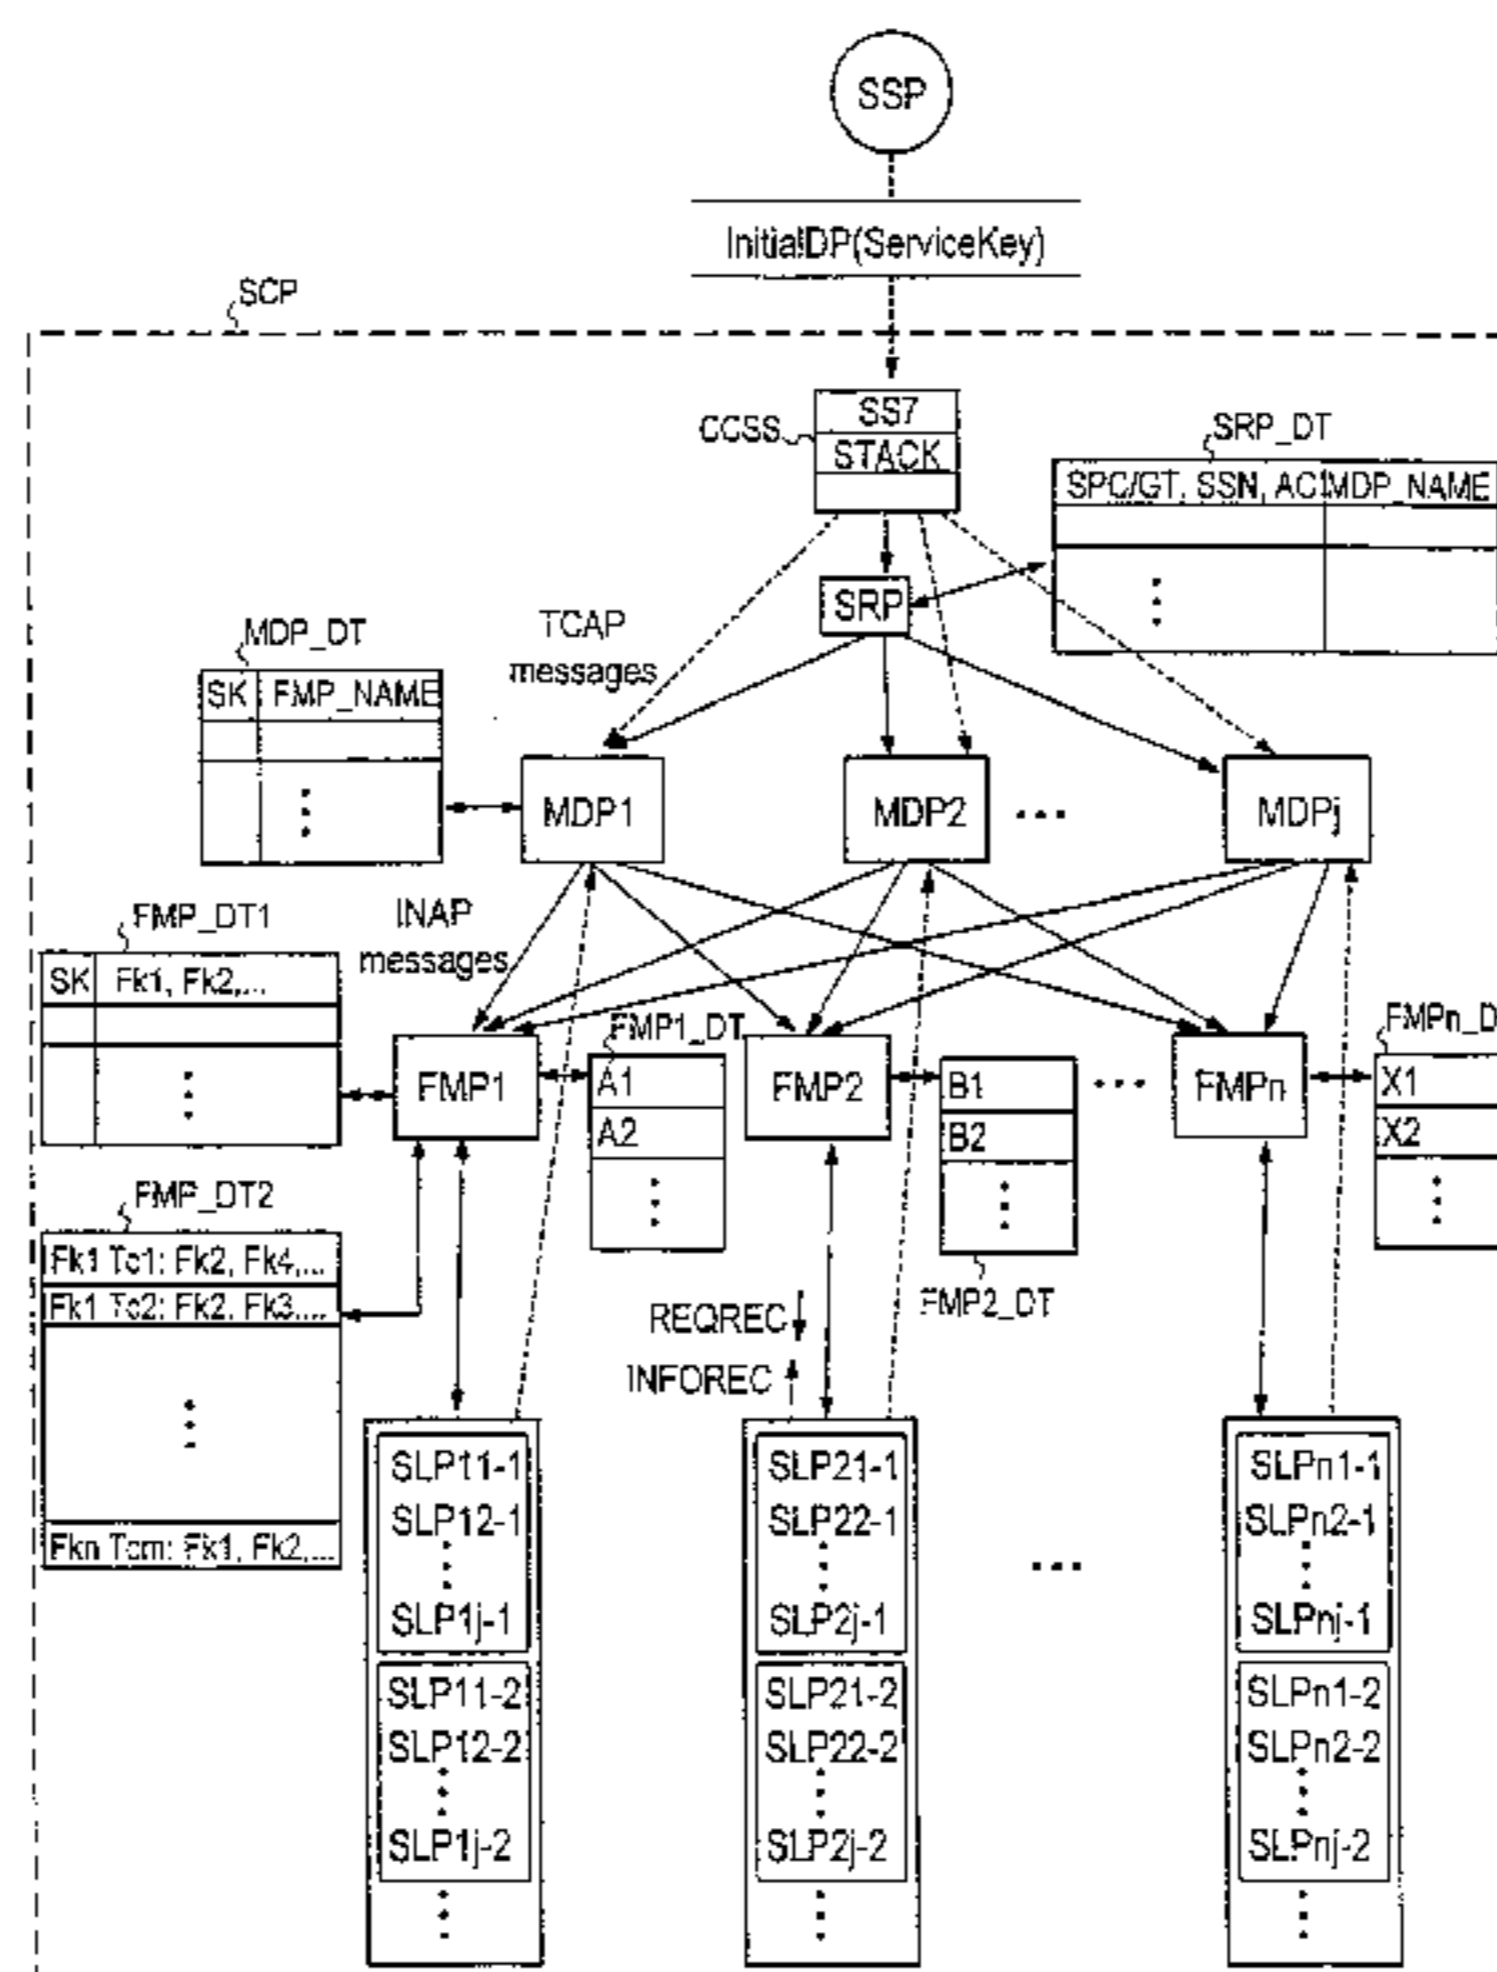 SSP
InitialDP(ServiceKey)
SCP
CCSS
SS7
STACK
SRP_DT
SPC/GT, SSN, AC MDP_NAME
SRP
TCAP
messages
MDP_DT
SK FMP_NAME
MDP1
MDP2
MDPj
INAP
messages
FMP_DT1
SK Fk1, Fk2,...
FMP1
FMP1_DT
A1
A2
FMP2
B1
B2
FMP2_DT
FMPn
FMPn_D
X1
X2
FMP_DT2
Fk1 Tc1: Fk2, Fk4,...
Fk1 Tc2: Fk2, Fk3,...
Fkn Tcm: Fk1, Fk2,...
REQREC
INFOREC
SLP11-1
SLP12-1
SLP1j-1
SLP11-2
SLP12-2
SLP1j-2
SLP21-1
SLP22-1
SLP2j-1
SLP21-2
SLP22-2
SLP2j-2
SLPn1-1
SLPn2-1
SLPnj-1
SLPn1-2
SLPn2-2
SLPnj-2